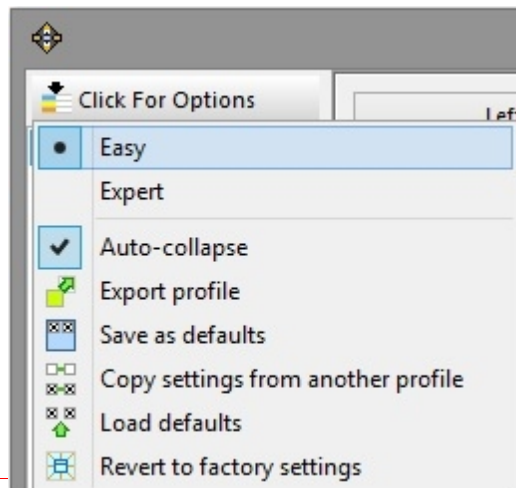 Click For Options
Left
Easy
Expert
Auto-collapse
Export profile
Save as defaults
Copy settings from another profile
Load defaults
Revert to factory settings